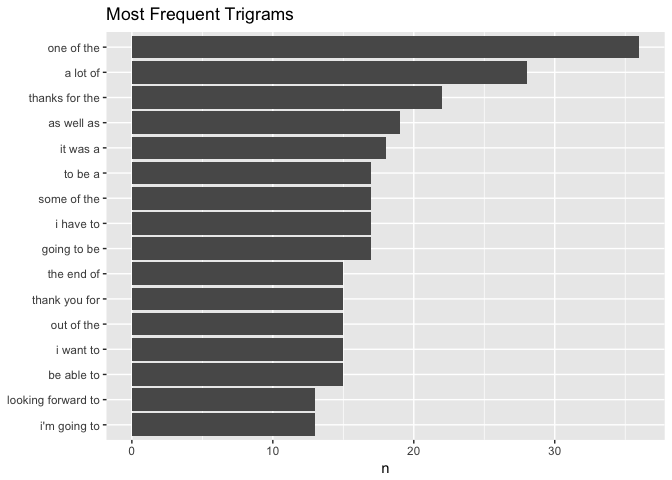 Most Frequent Trigrams
one of the
a lot of
thanks for the
as well as
it was a
to be a
some of the
i have to
going to be
the end of
thank you for
out of the
i want to
be able to
looking forward to
i'm going to
0 10 20 30
n